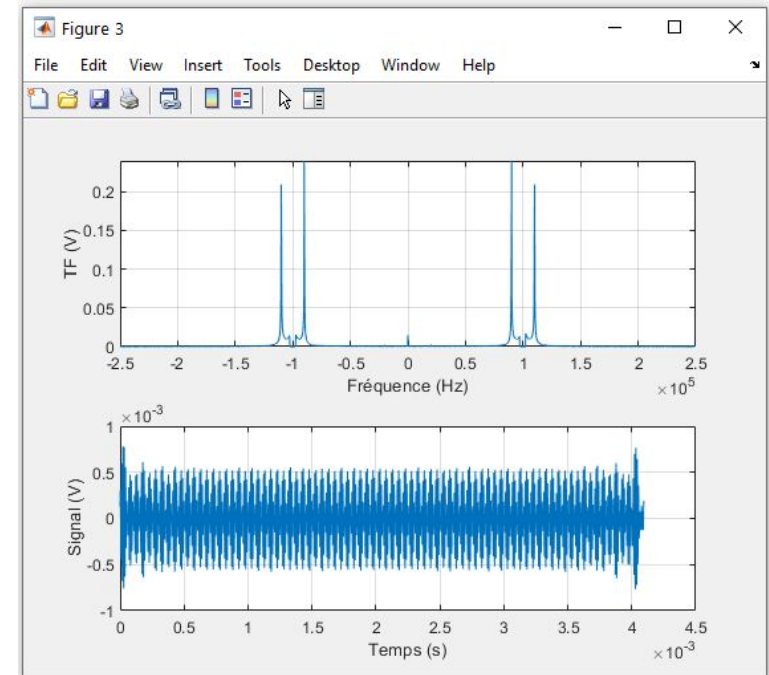 Figure 3
File Edit View Insert Tools Desktop Window Help
0.2
0.15
0.1
0.05
0
TF (V)
-2.5 -2 -1.5 -1 -0.5 0 0.5 1 1.5 2 2.5
Fréquence (Hz)
×10⁵
×10⁻³
1
0.5
0
-0.5
-1
Signal (V)
0 0.5 1 1.5 2 2.5 3 3.5 4 4.5
Temps (s)
×10⁻³